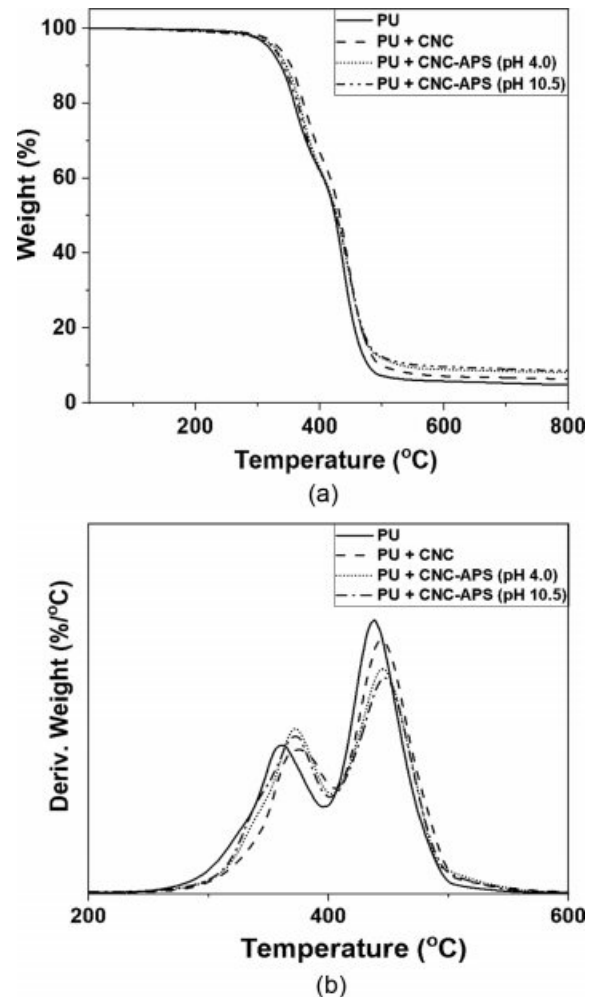 100
80
60
40
20
0
Weight (%)
PU
PU + CNC
PU + CNC-APS (pH 4.0)
PU + CNC-APS (pH 10.5)
200
400
600
800
Temperature (°C)
(a)
Deriv. Weight (%/°C)
PU
PU + CNC
PU + CNC-APS (pH 4.0)
PU + CNC-APS (pH 10.5)
200
400
600
Temperature (°C)
(b)